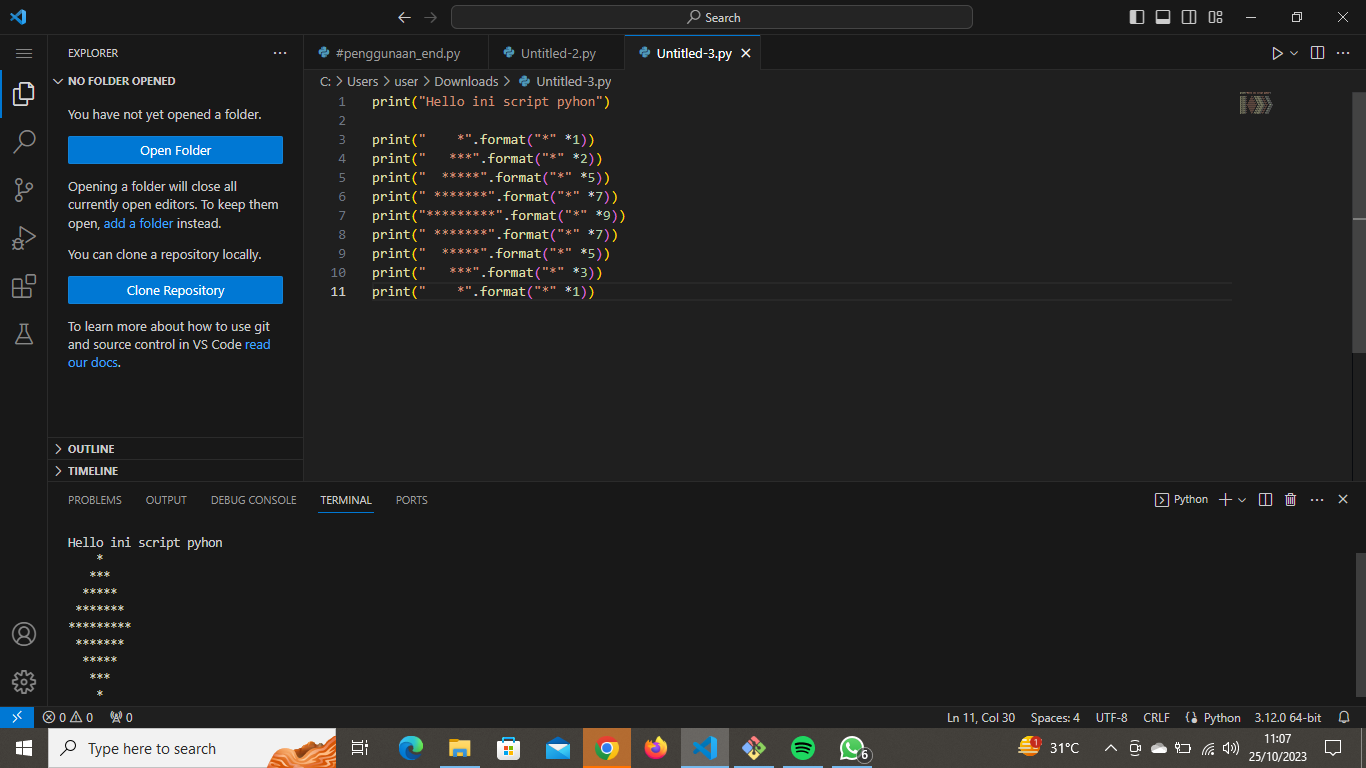 Search
EXPLORER
#penggunaan_end.py
Untitled-2.py
Untitled-3.py
NO FOLDER OPENED
C: > Users > user > Downloads > Untitled-3.py
You have not yet opened a folder.
Open Folder
Opening a folder will close all
currently open editors. To keep them
open, add a folder instead.
You can clone a repository locally.
Clone Repository
To learn more about how to use git
and source control in VS Code read
our docs.
OUTLINE
TIMELINE
1 print("Hello ini script pyhon")
2
3 print("    *".format("*" *1))
4 print("   ***".format("*" *2))
5 print("  *****".format("*" *5))
6 print(" *******".format("*" *7))
7 print("*********".format("*" *9))
8 print(" *******".format("*" *7))
9 print("  *****".format("*" *5))
10 print("   ***".format("*" *3))
11 print("    *".format("*" *1))
PROBLEMS OUTPUT DEBUG CONSOLE TERMINAL PORTS
Python
Hello ini script pyhon
    *
   ***
  *****
 *******
*********
 *******
  *****
   ***
    *
0 0 0
Ln 11, Col 30 Spaces: 4 UTF-8 CRLF Python 3.12.0 64-bit
Type here to search
6
1
31°C
11:07
25/10/2023